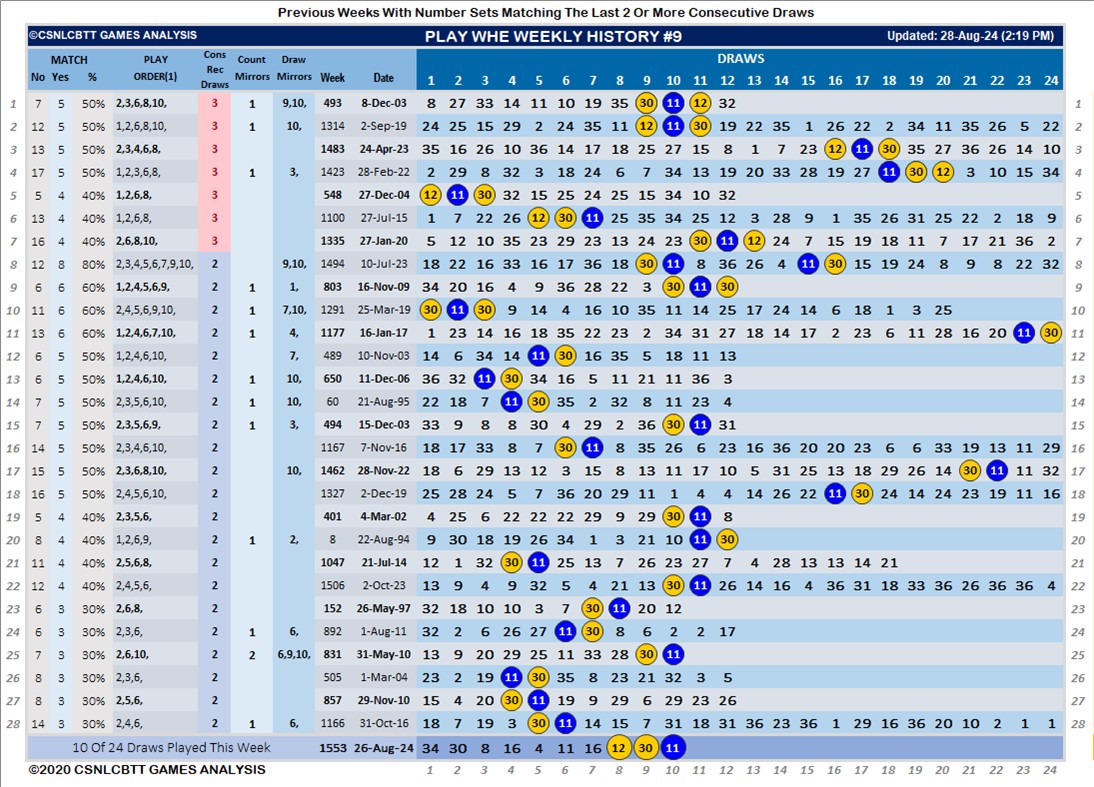 Previous Weeks With Number Sets Matching The Last 2 Or More Consecutive Draws
©CSNLCBTT GAMES ANALYSIS PLAY WHE WEEKLY HISTORY #9 Updated: 28-Aug-24 (2:19 PM)
MATCH PLAY Cons Count Draw DRAWS
No Yes % ORDER(1) Rec Draws Mirrors Mirrors Week Date 1 2 3 4 5 6 7 8 9 10 11 12 13 14 15 16 17 18 19 20 21 22 23 24
1 7 5 50% 2,3,6,8,10, 3 1 9,10, 493 8-Dec-03 8 27 33 14 11 10 19 35 30 11 12 32 1
2 12 5 50% 1,2,6,8,10, 3 1 10, 1314 2-Sep-19 24 25 15 29 2 24 35 11 12 11 30 19 22 35 1 26 22 2 34 11 35 26 5 22 2
3 13 5 50% 2,3,4,6,8, 3 1483 24-Apr-23 35 16 26 10 36 14 17 18 25 27 15 8 1 7 23 12 11 30 35 27 36 26 14 10 3
4 17 5 50% 1,2,3,6,8, 3 1 3, 1423 28-Feb-22 2 29 8 32 3 18 24 6 7 34 13 19 20 33 28 19 27 11 30 12 3 10 15 34 4
5 5 4 40% 1,2,6,8, 3 548 27-Dec-04 12 11 30 32 15 25 24 25 15 34 10 32 5
6 13 4 40% 1,2,6,8, 3 1100 27-Jul-15 1 7 22 26 12 30 11 25 35 34 25 12 3 28 9 1 35 26 31 25 22 2 18 9 6
7 16 4 40% 2,6,8,10, 3 1335 27-Jan-20 5 12 10 35 23 29 23 13 24 23 30 11 12 24 7 15 19 18 11 7 17 21 36 2 7
8 12 8 80% 2,3,4,5,6,7,9,10, 2 9,10, 1494 10-Jul-23 18 22 16 33 16 17 36 18 30 11 8 36 26 4 11 30 15 19 24 8 9 8 22 32 8
9 6 6 60% 1,2,4,5,6,9, 2 1 1, 803 16-Nov-09 34 20 16 4 9 36 28 22 3 30 11 30 9
10 11 6 60% 2,4,5,6,9,10, 2 1 7,10, 1291 25-Mar-19 30 11 30 9 14 4 16 10 35 11 14 25 17 24 14 6 18 1 3 25 10
11 13 6 60% 1,2,4,6,7,10, 2 1 4, 1177 16-Jan-17 1 23 14 16 18 35 22 23 2 34 31 27 18 14 17 2 23 6 11 28 16 20 11 30 11
12 6 5 50% 1,2,4,6,10, 2 7, 489 10-Nov-03 14 6 34 14 11 30 16 35 5 18 11 13 12
13 6 5 50% 1,2,4,6,10, 2 1 10, 650 11-Dec-06 36 32 11 30 34 16 5 11 21 11 36 3 13
14 6 5 50% 2,3,5,6,10, 2 1 10, 60 21-Aug-95 22 18 7 11 30 35 2 32 8 11 23 4 14
15 7 5 50% 2,3,5,6,9, 2 1 3, 494 15-Dec-03 33 9 8 8 30 4 29 2 36 30 11 31 15
16 14 5 50% 2,3,4,6,10, 2 1167 7-Nov-16 18 17 33 8 7 30 11 8 35 26 6 23 16 36 20 20 23 6 6 33 19 13 11 29 16
17 15 5 50% 2,3,6,8,10, 2 10, 1462 28-Nov-22 18 6 29 13 12 3 15 8 13 11 17 10 5 31 25 13 18 29 26 14 30 11 11 32 17
18 16 5 50% 2,4,5,6,10, 2 1327 2-Dec-19 25 28 24 5 7 36 20 29 11 1 4 4 14 26 22 11 30 24 14 24 23 19 11 16 18
19 5 4 40% 2,3,5,6, 2 401 4-Mar-02 4 25 6 22 22 22 29 9 29 30 11 8 19
20 8 4 40% 1,2,6,9, 2 1 2, 8 22-Aug-94 9 30 18 19 26 34 1 3 21 10 11 30 20
21 11 4 40% 2,5,6,8, 2 1047 21-Jul-14 12 1 32 30 11 25 13 7 26 23 27 7 4 28 13 13 14 18 21 21
22 12 4 40% 2,4,5,6, 2 1506 2-Oct-23 13 9 4 9 32 5 4 21 13 30 11 26 14 16 4 36 31 18 33 36 26 36 36 4 22
23 6 3 30% 2,6,8, 2 152 26-May-97 32 18 10 10 3 7 30 11 20 12 23
24 6 3 30% 2,3,6, 2 1 6, 892 1-Aug-11 32 2 6 26 27 11 30 8 6 2 2 17 24
25 7 3 30% 2,6,10, 2 2 6,9,10, 831 31-May-10 13 9 20 29 25 11 33 28 30 11 25
26 8 3 30% 2,3,6, 2 505 1-Mar-04 23 2 19 11 30 35 8 23 21 32 3 5 26
27 8 3 30% 2,5,6, 2 857 29-Nov-10 15 4 20 30 11 19 9 29 6 29 23 26 27
28 14 3 30% 2,4,6, 2 1 6, 1166 31-Oct-16 18 7 19 3 30 11 14 15 7 31 18 31 36 15 23 36 1 29 16 36 20 10 2 1 1 28
10 Of 24 Draws Played This Week 1553 26-Aug-24 34 30 8 16 4 11 16 12 30 11
©2020 CSNLCBTT GAMES ANALYSIS 1 2 3 4 5 6 7 8 9 10 11 12 13 14 15 16 17 18 19 20 21 22 23 24